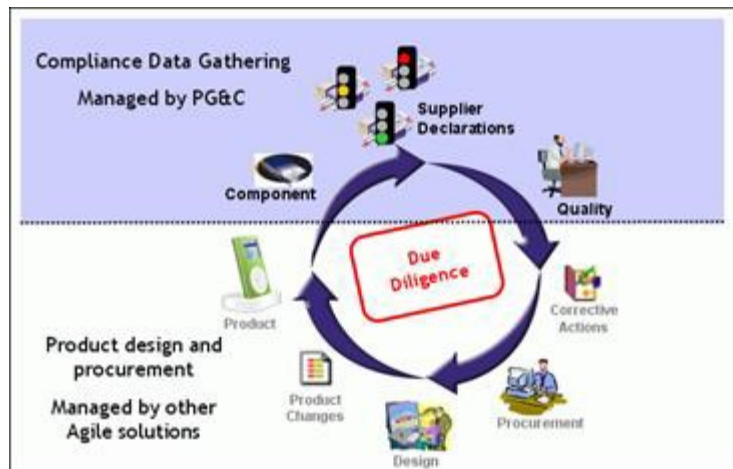 Compliance Data Gathering
Managed by PG&C
Supplier
Declarations
Component
Quality
Due
Diligence
Product
Corrective
Actions
Product design and
procurement
Product
Changes
Procurement
Managed by other
Agile solutions
Design